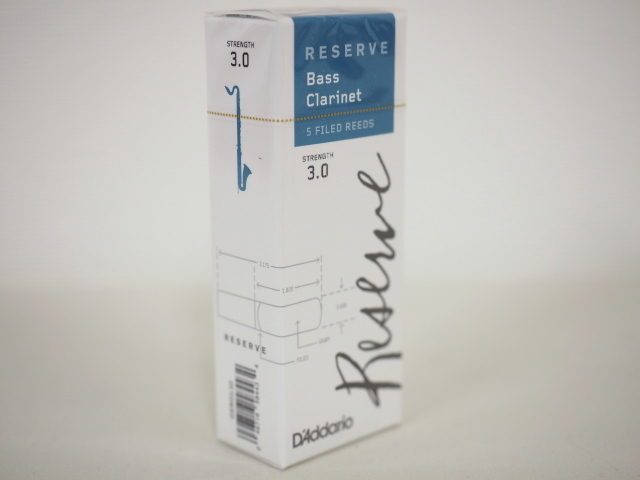 STRENGTH
3.0
RESERVE
RESERVE
Bass
Clarinet
5 FILED REEDS
STRENGTH
3.0
Reserve
D'Addario